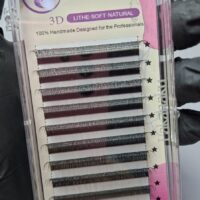 3D LITHE SOFT NATURAL
100% Handmade Designed for the Professionals